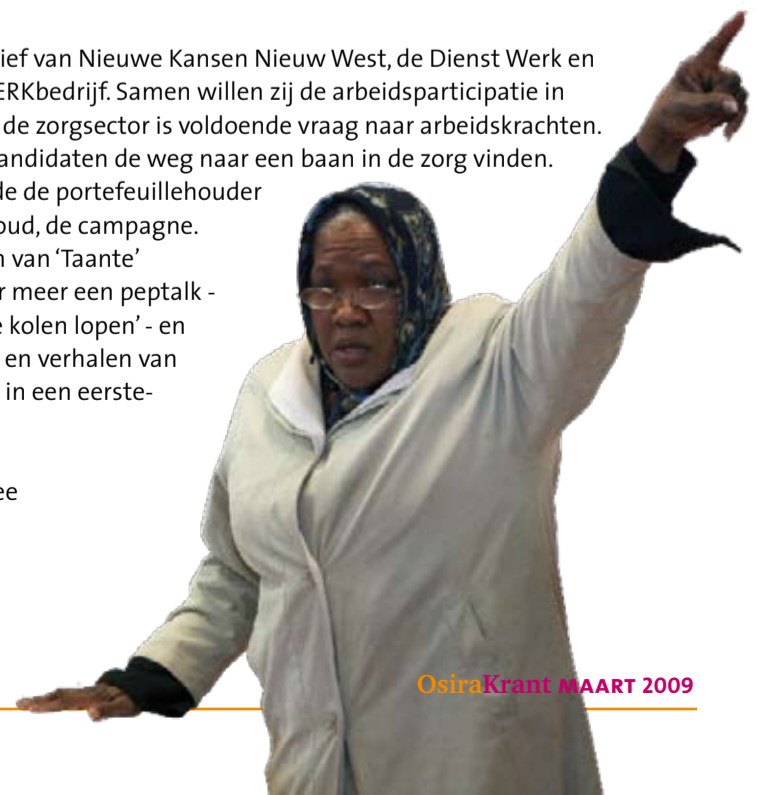 ief van Nieuwe Kansen Nieuw West, de Dienst Werk en
ERKbedrijf. Samen willen zij de arbeidsparticipatie in
de zorgsector is voldoende vraag naar arbeidskrachten.
andidaten de weg naar een baan in de zorg vinden.
de de portefeuillehouder
oud, de campagne.
n van ‘Taante’
r meer een peptalk -
e kolen lopen’ - en
en verhalen van
in een eerste-
ee
OsiraKrant MAART 2009